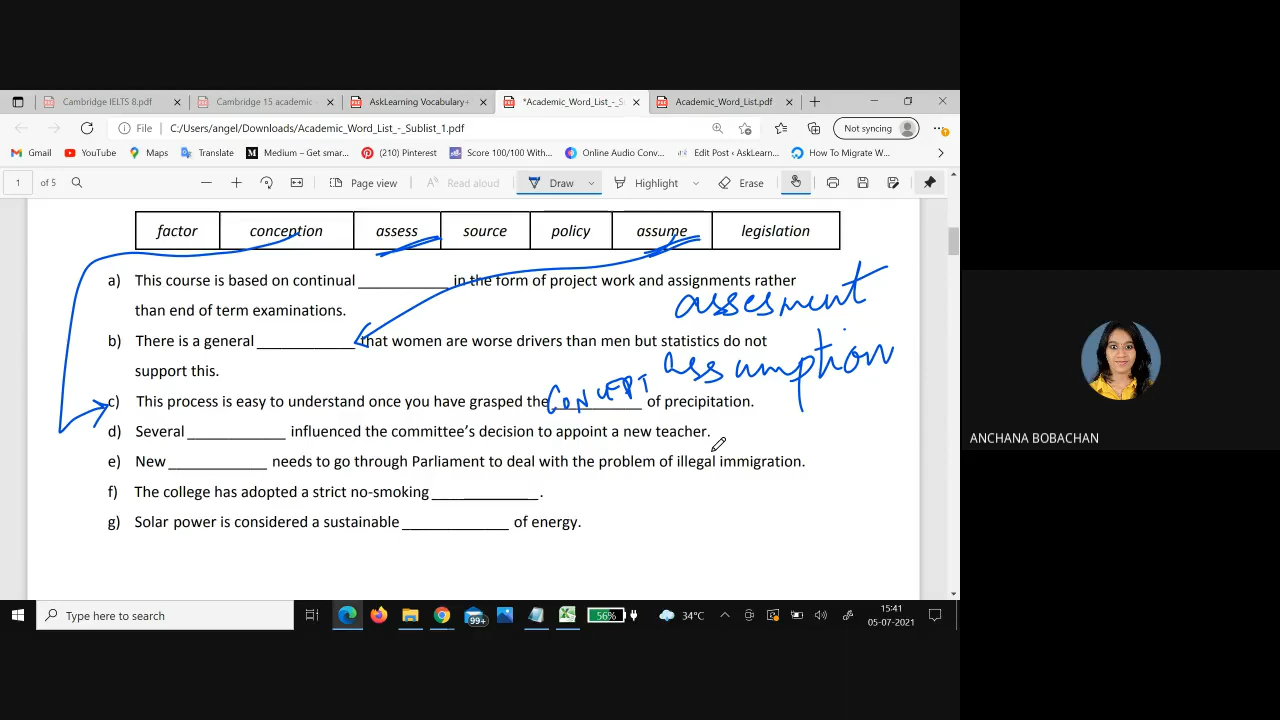 Cambridge IELTS 8.pdf
Cambridge 15 academic -
AskLearning Vocabulary+
*Academic_Word_List_-_Su
Academic_Word_List.pdf
File
C:/Users/angel/Downloads/Academic_Word_List_-_Sublist_1.pdf
Not syncing
Gmail
YouTube
Maps
Translate
Medium – Get smar...
(210) Pinterest
Score 100/100 With...
Online Audio Conv...
Edit Post ‹ AskLearn...
How To Migrate W...
1 of 5
Page view
Read aloud
Draw
Highlight
Erase
factor conception assess source policy assume legislation
a) This course is based on continual ___________ in the form of project work and assignments rather
than end of term examinations.
assesment
b) There is a general ____________ that women are worse drivers than men but statistics do not
support this.
assumption
CONCEPT
c) This process is easy to understand once you have grasped the ___________ of precipitation.
d) Several ____________ influenced the committee's decision to appoint a new teacher.
e) New ____________ needs to go through Parliament to deal with the problem of illegal immigration.
f) The college has adopted a strict no-smoking _____________.
g) Solar power is considered a sustainable _____________ of energy.
ANCHANA BOBACHAN
Type here to search
99+
56%
34°C
15:41
05-07-2021